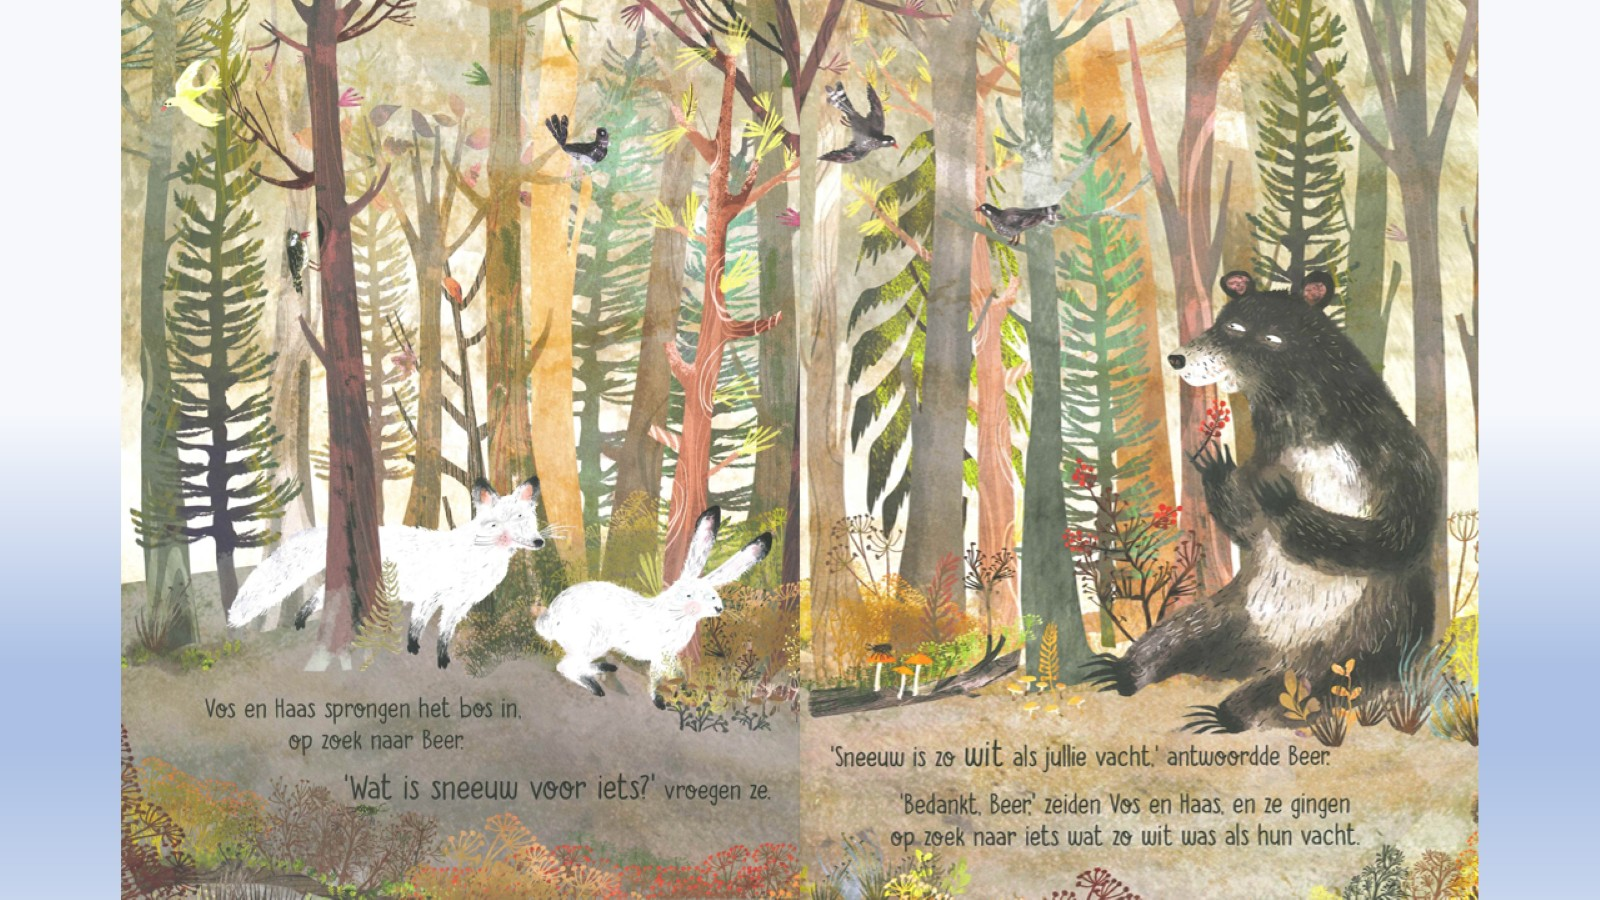 Vos en Haas sprongen het bos in,
op zoek naar Beer.
'Wat is sneeuw voor iets?' vroegen ze.
'Sneeuw is zo wit als jullie vacht,' antwoordde Beer.
'Bedankt, Beer,' zeiden Vos en Haas, en ze gingen
op zoek naar iets wat zo wit was als hun vacht.